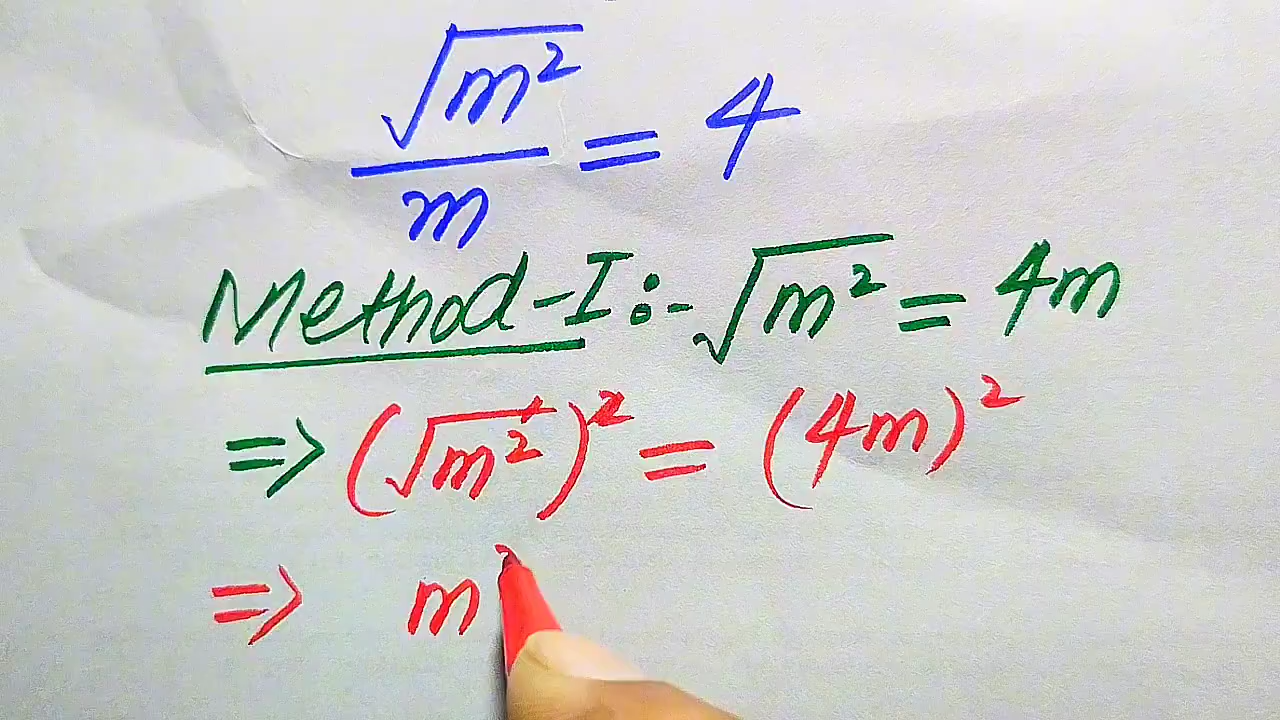 √m² / m = 4
Method-I:- √m² = 4m
=> (√m²)² = (4m)²
=> m